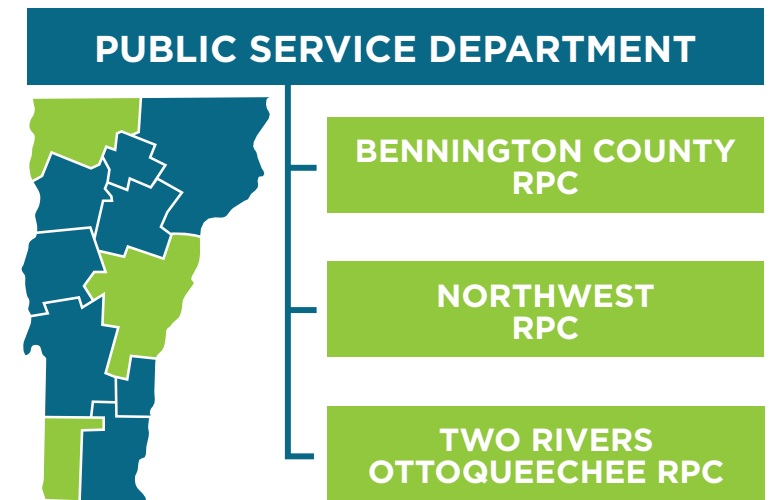 PUBLIC SERVICE DEPARTMENT
BENNINGTON COUNTY
RPC
NORTHWEST
RPC
TWO RIVERS
OTTOQUEECHEE RPC